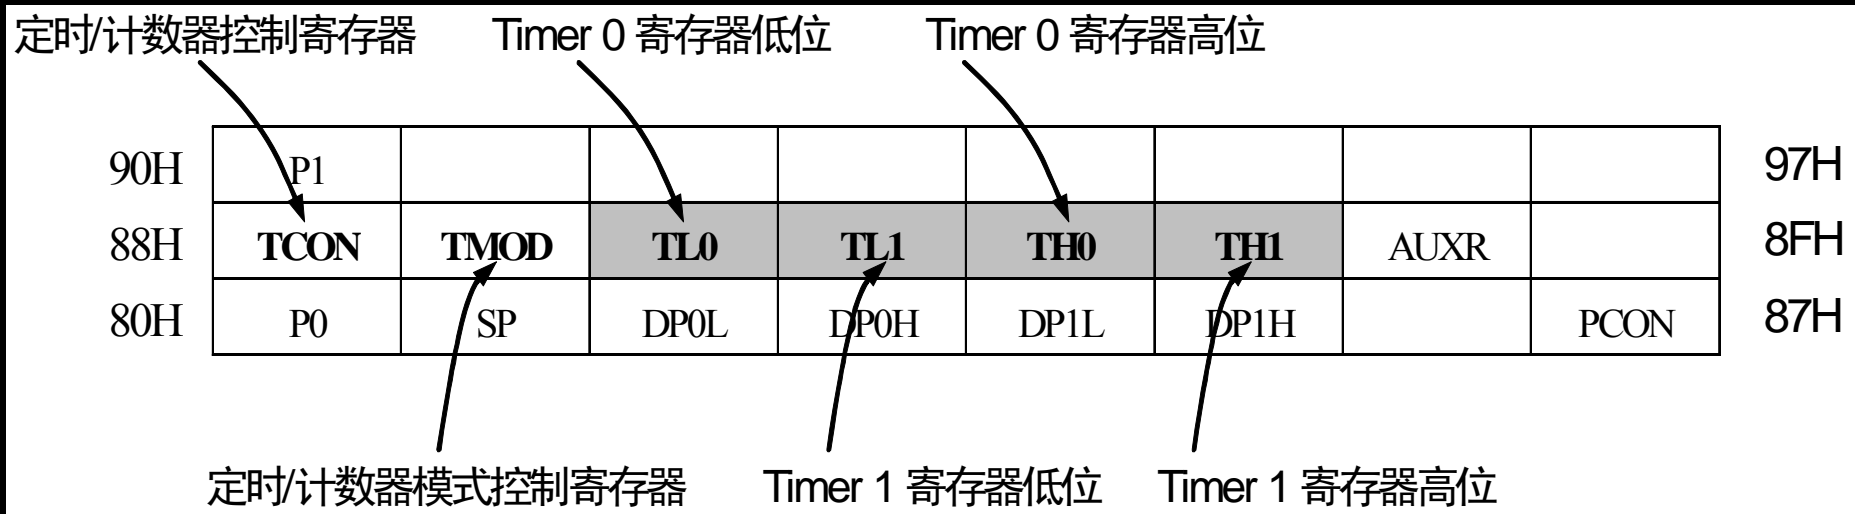 定时/计数器控制寄存器 Timer 0 寄存器低位 Timer 0 寄存器高位
90H P1 97H
88H TCON TMOD TL0 TL1 TH0 TH1 AUXR 8FH
80H P0 SP DP0L DP0H DP1L DP1H PCON 87H
定时/计数器模式控制寄存器 Timer 1 寄存器低位 Timer 1 寄存器高位